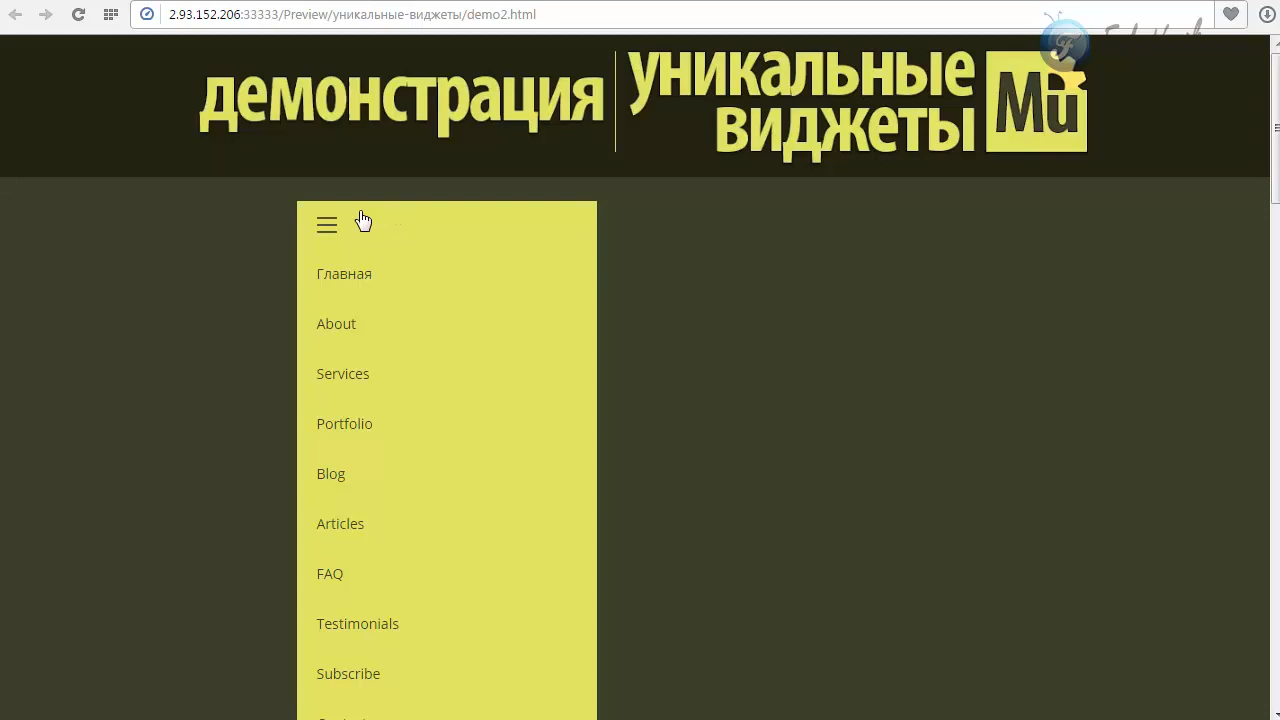 2.93.152.206:33333/Preview/уникальные-виджеты/demo2.html
демонстрация
уникальные
виджеты
Mu
Главная
About
Services
Portfolio
Blog
Articles
FAQ
Testimonials
Subscribe